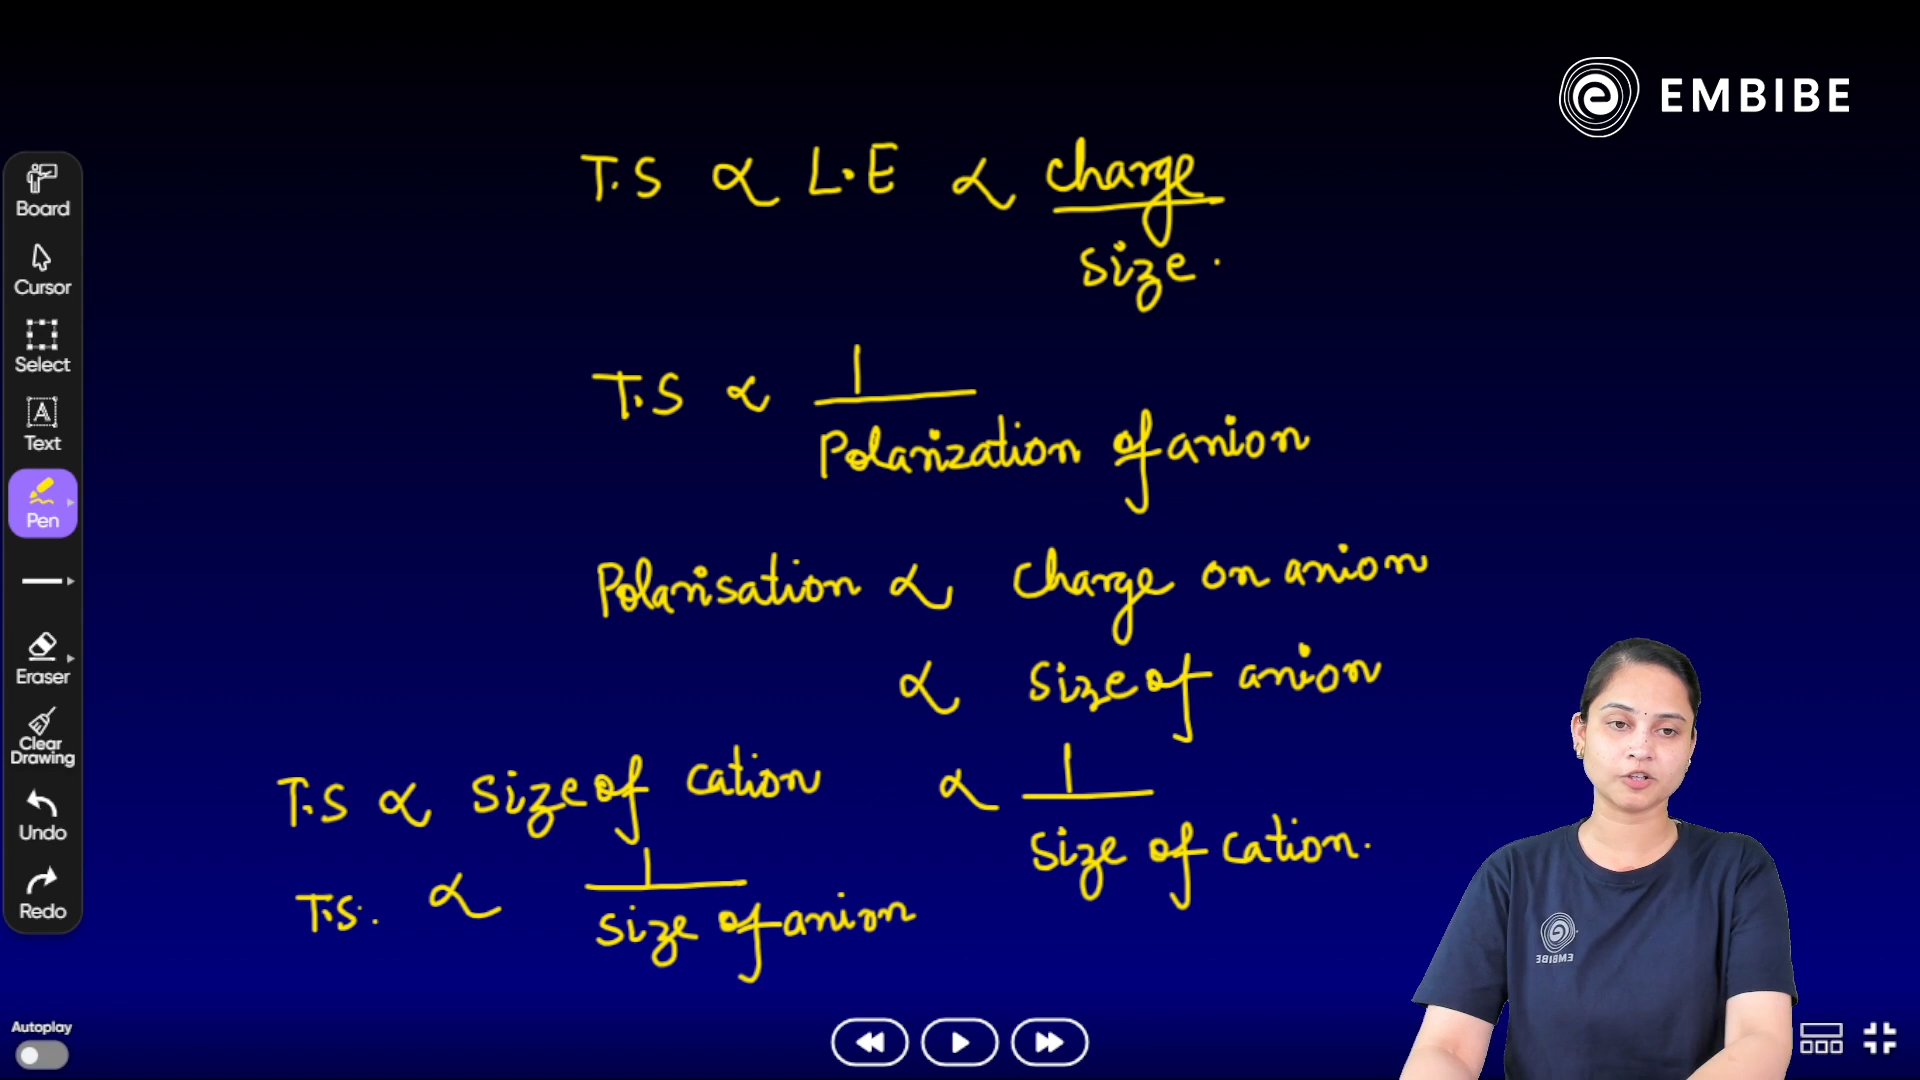 EMBIBE
T.S ∝ L.E ∝ charge
size.
T.S ∝ 1
Polarization of anion
Polarisation ∝ charge on anion
∝ size of anion
T.S ∝ size of cation
∝ 1
size of cation.
T.S. ∝ 1
size of anion
Board
Cursor
Select
A
Text
Pen
Eraser
Clear
Drawing
Undo
Redo
Autoplay
EMBIBE